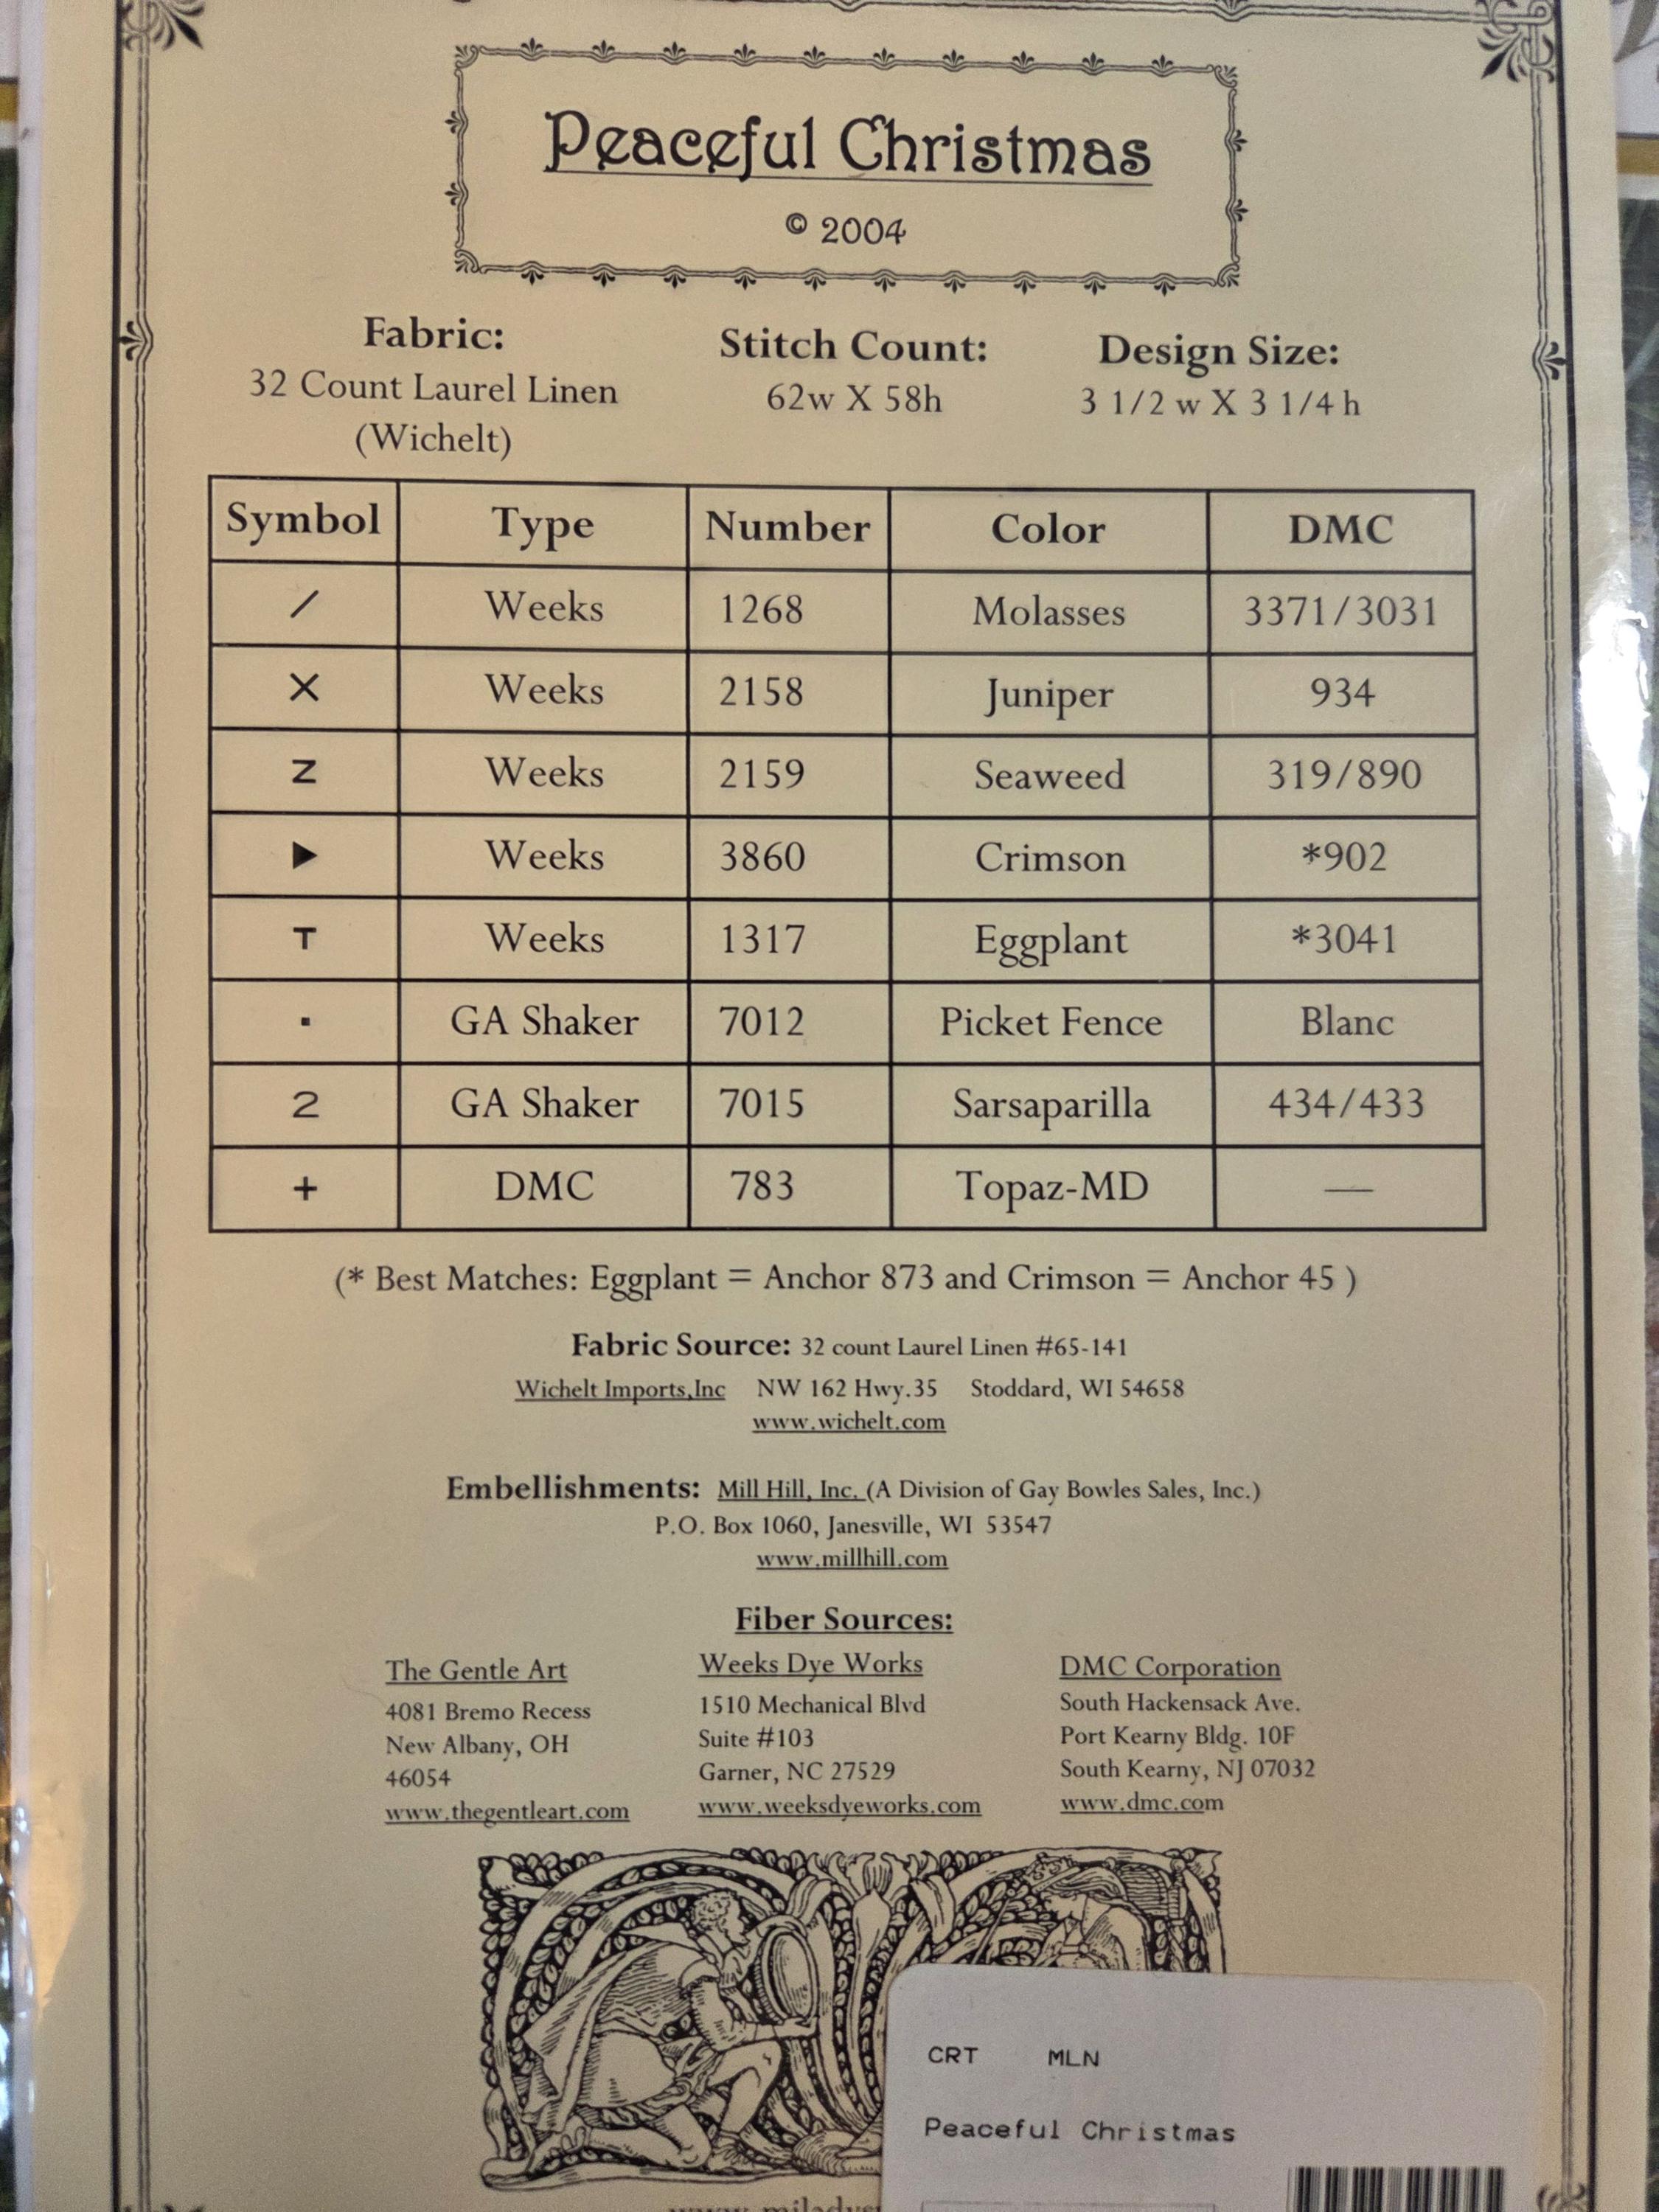 Peaceful Christmas
© 2004
Fabric:
32 Count Laurel Linen
(Wichelt)
Stitch Count:
62w X 58h
Design Size:
3 1/2 w X 3 1/4 h
Symbol Type Number Color DMC
/ Weeks 1268 Molasses 3371/3031
X Weeks 2158 Juniper 934
Z Weeks 2159 Seaweed 319/890
▶ Weeks 3860 Crimson *902
T Weeks 1317 Eggplant *3041
▪ GA Shaker 7012 Picket Fence Blanc
2 GA Shaker 7015 Sarsaparilla 434/433
+ DMC 783 Topaz-MD —
(* Best Matches: Eggplant = Anchor 873 and Crimson = Anchor 45 )
Fabric Source: 32 count Laurel Linen #65-141
Wichelt Imports,Inc NW 162 Hwy.35 Stoddard, WI 54658
www.wichelt.com
Embellishments: Mill Hill, Inc. (A Division of Gay Bowles Sales, Inc.)
P.O. Box 1060, Janesville, WI 53547
www.millhill.com
Fiber Sources:
The Gentle Art
4081 Bremo Recess
New Albany, OH
46054
www.thegentleart.com
Weeks Dye Works
1510 Mechanical Blvd
Suite #103
Garner, NC 27529
www.weeksdyeworks.com
DMC Corporation
South Hackensack Ave.
Port Kearny Bldg. 10F
South Kearny, NJ 07032
www.dmc.com
CRT MLN
Peaceful Christmas